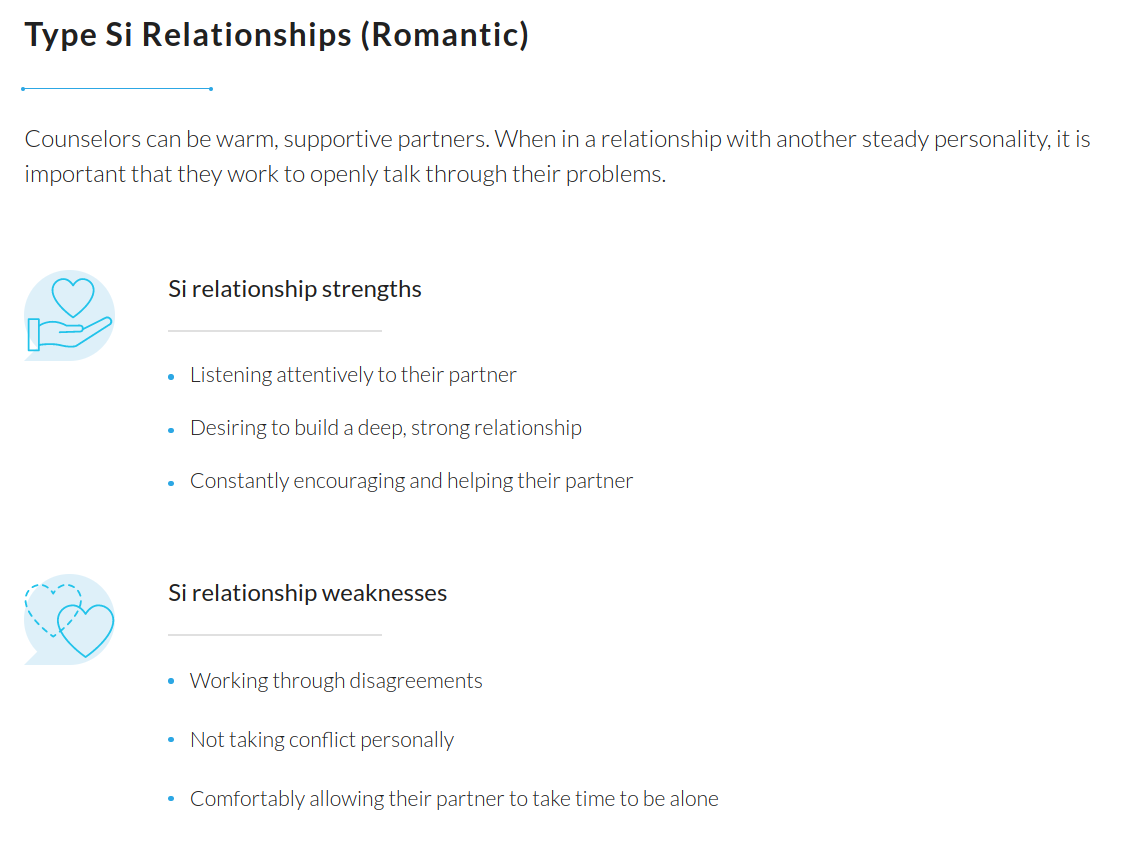 Type Si Relationships (Romantic)
Counselors can be warm, supportive partners. When in a relationship with another steady personality, it is
important that they work to openly talk through their problems.
Si relationship strengths
Listening attentively to their partner
Desiring to build a deep, strong relationship
Constantly encouraging and helping their partner
Si relationship weaknesses
Working through disagreements
Not taking conflict personally
Comfortably allowing their partner to take time to be alone